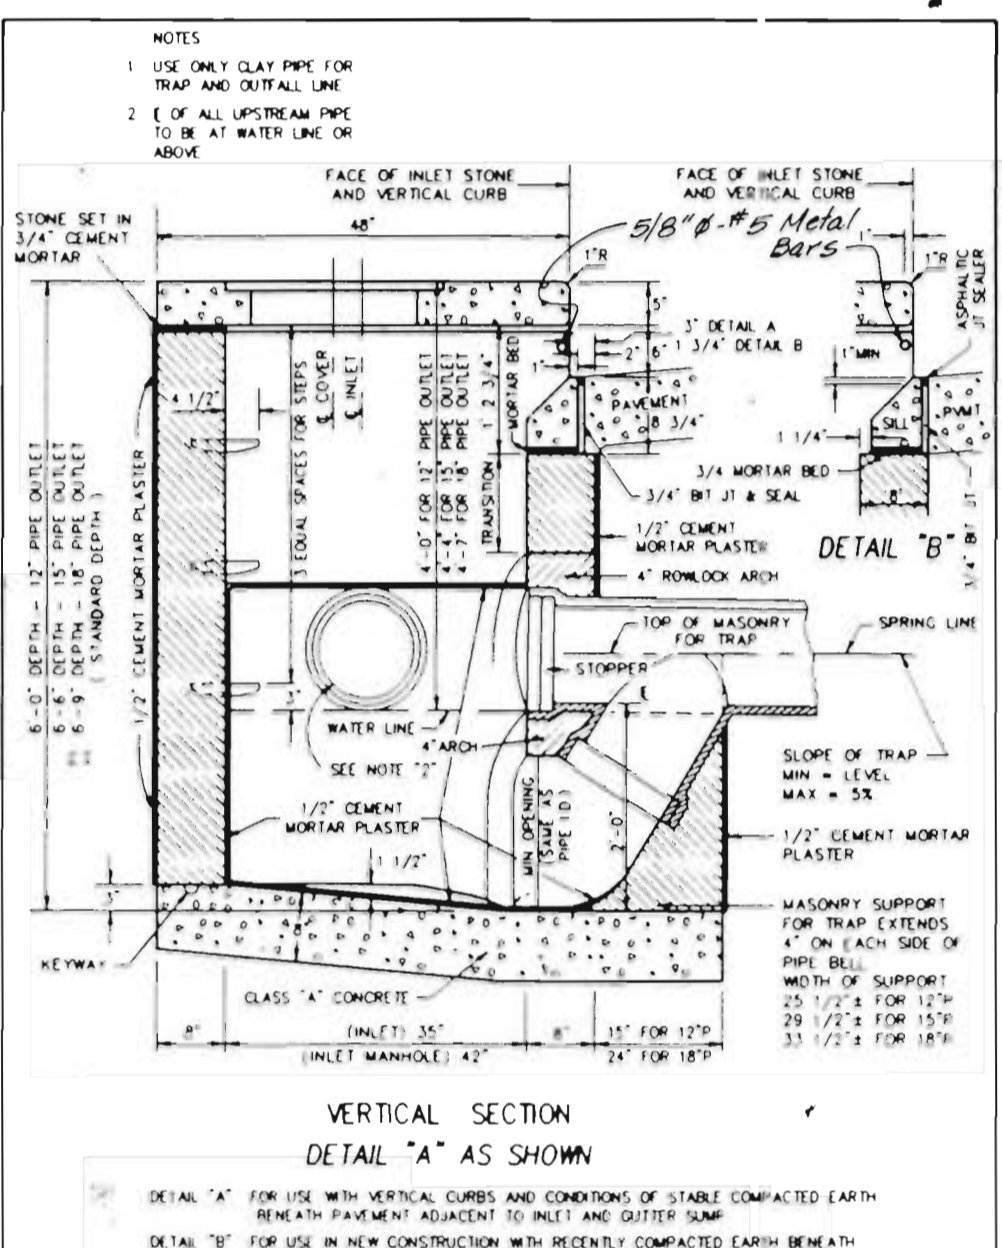 NOTES
1 USE ONLY CLAY PIPE FOR
TRAP AND OUTFALL LINE
2 ℄ OF ALL UPSTREAM PIPE
TO BE AT WATER LINE OR
ABOVE
FACE OF INLET STONE
AND VERTICAL CURB
FACE OF INLET STONE
AND VERTICAL CURB
STONE SET IN
3/4" CEMENT
MORTAR
48"
5/8"ø-#5 Metal
Bars
1"
1"R
1"R
ASPHALTIC
JT SEALER
5"
3" DETAIL A
2" 6" 1 3/4" DETAIL B
1"
1" MIN
4 1/2"
℄ COVER
℄ INLET
3 EQUAL SPACES FOR STEPS
4'-0" FOR 12" PIPE OUTLET
4'-4" FOR 15" PIPE OUTLET
4'-7" FOR 18" PIPE OUTLET
1' 2 3/4"
MORTAR BED
TRANSITION
PAVEMENT
8 3/4"
SILL
PVMT
1 1/4"
3/4 MORTAR BED
8"
3/4" BIT JT & SEAL
3/4" BIT JT
DETAIL "B"
1/2" CEMENT
MORTAR PLASTER
4" ROWLOCK ARCH
6'-0" DEPTH - 12" PIPE OUTLET
6'-6" DEPTH - 15" PIPE OUTLET
6'-9" DEPTH - 18" PIPE OUTLET
(STANDARD DEPTH)
1/2" CEMENT MORTAR PLASTER
TOP OF MASONRY
FOR TRAP
SPRING LINE
STOPPER
℄
WATER LINE
4" ARCH
SEE NOTE "2"
SLOPE OF TRAP
MIN = LEVEL
MAX = 5%
1/2" CEMENT
MORTAR PLASTER
MIN OPENING
(SAME AS
PIPE I D.)
2'-0"
1/2" CEMENT MORTAR
PLASTER
1 1/2"
3"
8"
MASONRY SUPPORT
FOR TRAP EXTENDS
4" ON EACH SIDE OF
PIPE BELL
WIDTH OF SUPPORT
25 1/2"± FOR 12"P
29 1/2"± FOR 15"P
33 1/2"± FOR 18"P
KEYWAY
CLASS "A" CONCRETE
8"
(INLET) 35"
8"
15" FOR 12"P
(INLET MANHOLE) 42"
24" FOR 18"P
VERTICAL SECTION
DETAIL "A" AS SHOWN
DETAIL "A" FOR USE WITH VERTICAL CURBS AND CONDITIONS OF STABLE COMPACTED EARTH
BENEATH PAVEMENT ADJACENT TO INLET AND GUTTER SUMP
DETAIL "B" FOR USE IN NEW CONSTRUCTION WITH RECENTLY COMPACTED EARTH BENEATH